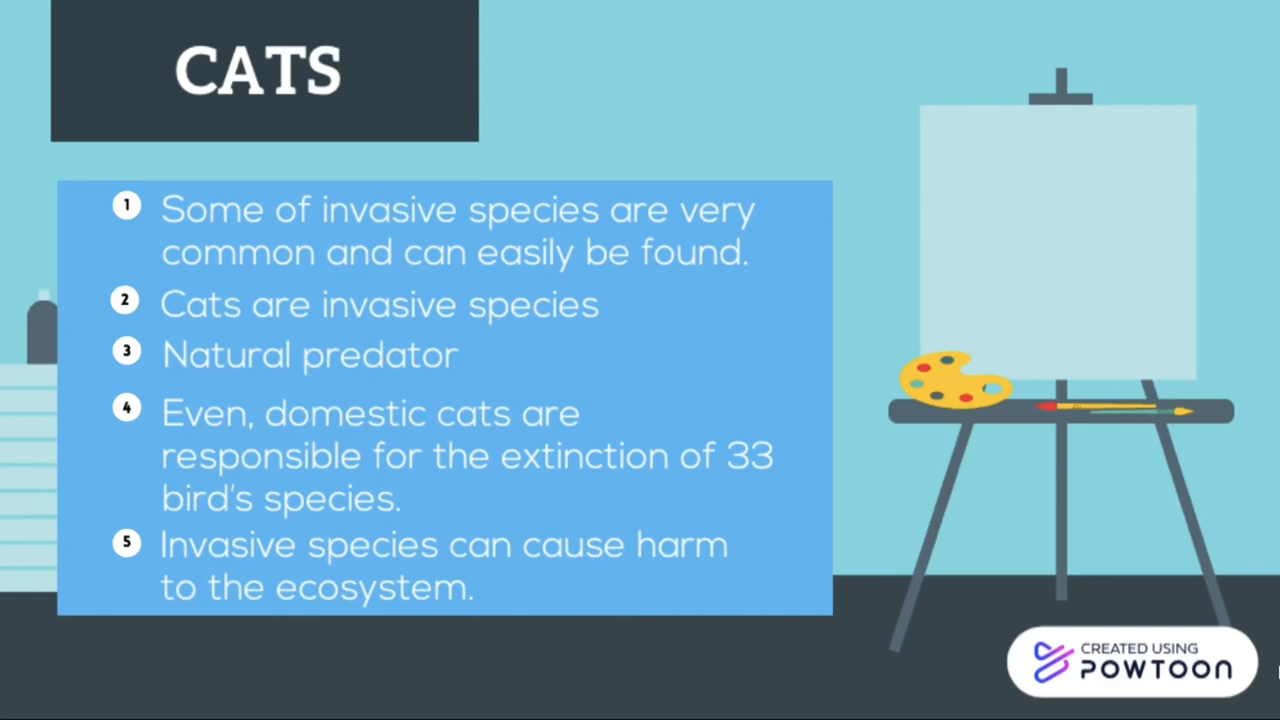 CATS
1 Some of invasive species are very
common and can easily be found.
2 Cats are invasive species
3 Natural predator
4 Even, domestic cats are
responsible for the extinction of 33
bird's species.
5 Invasive species can cause harm
to the ecosystem.
CREATED USING
POWTOON